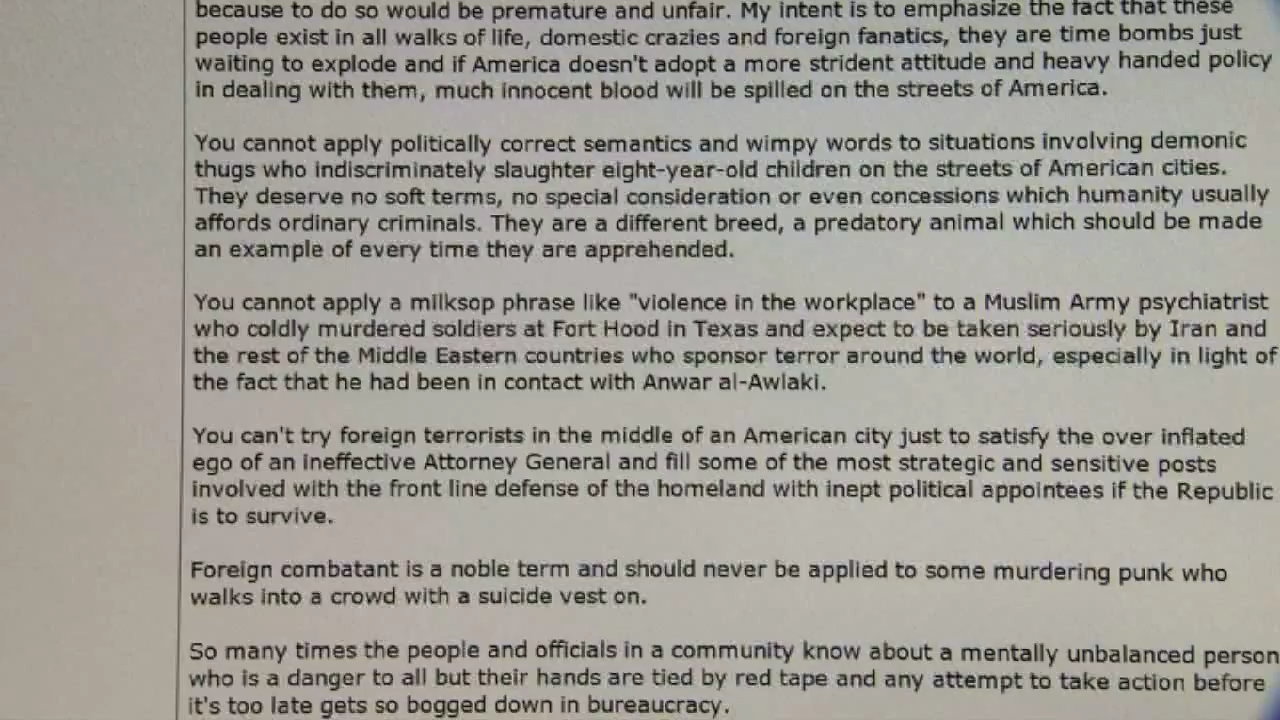 because to do so would be premature and unfair. My intent is to emphasize the fact that these
people exist in all walks of life, domestic crazies and foreign fanatics, they are time bombs just
waiting to explode and if America doesn't adopt a more strident attitude and heavy handed policy
in dealing with them, much innocent blood will be spilled on the streets of America.
You cannot apply politically correct semantics and wimpy words to situations involving demonic
thugs who indiscriminately slaughter eight-year-old children on the streets of American cities.
They deserve no soft terms, no special consideration or even concessions which humanity usually
affords ordinary criminals. They are a different breed, a predatory animal which should be made
an example of every time they are apprehended.
You cannot apply a milksop phrase like "violence in the workplace" to a Muslim Army psychiatrist
who coldly murdered soldiers at Fort Hood in Texas and expect to be taken seriously by Iran and
the rest of the Middle Eastern countries who sponsor terror around the world, especially in light of
the fact that he had been in contact with Anwar al-Awlaki.
You can't try foreign terrorists in the middle of an American city just to satisfy the over inflated
ego of an ineffective Attorney General and fill some of the most strategic and sensitive posts
involved with the front line defense of the homeland with inept political appointees if the Republic
is to survive.
Foreign combatant is a noble term and should never be applied to some murdering punk who
walks into a crowd with a suicide vest on.
So many times the people and officials in a community know about a mentally unbalanced person
who is a danger to all but their hands are tied by red tape and any attempt to take action before
it's too late gets so bogged down in bureaucracy.